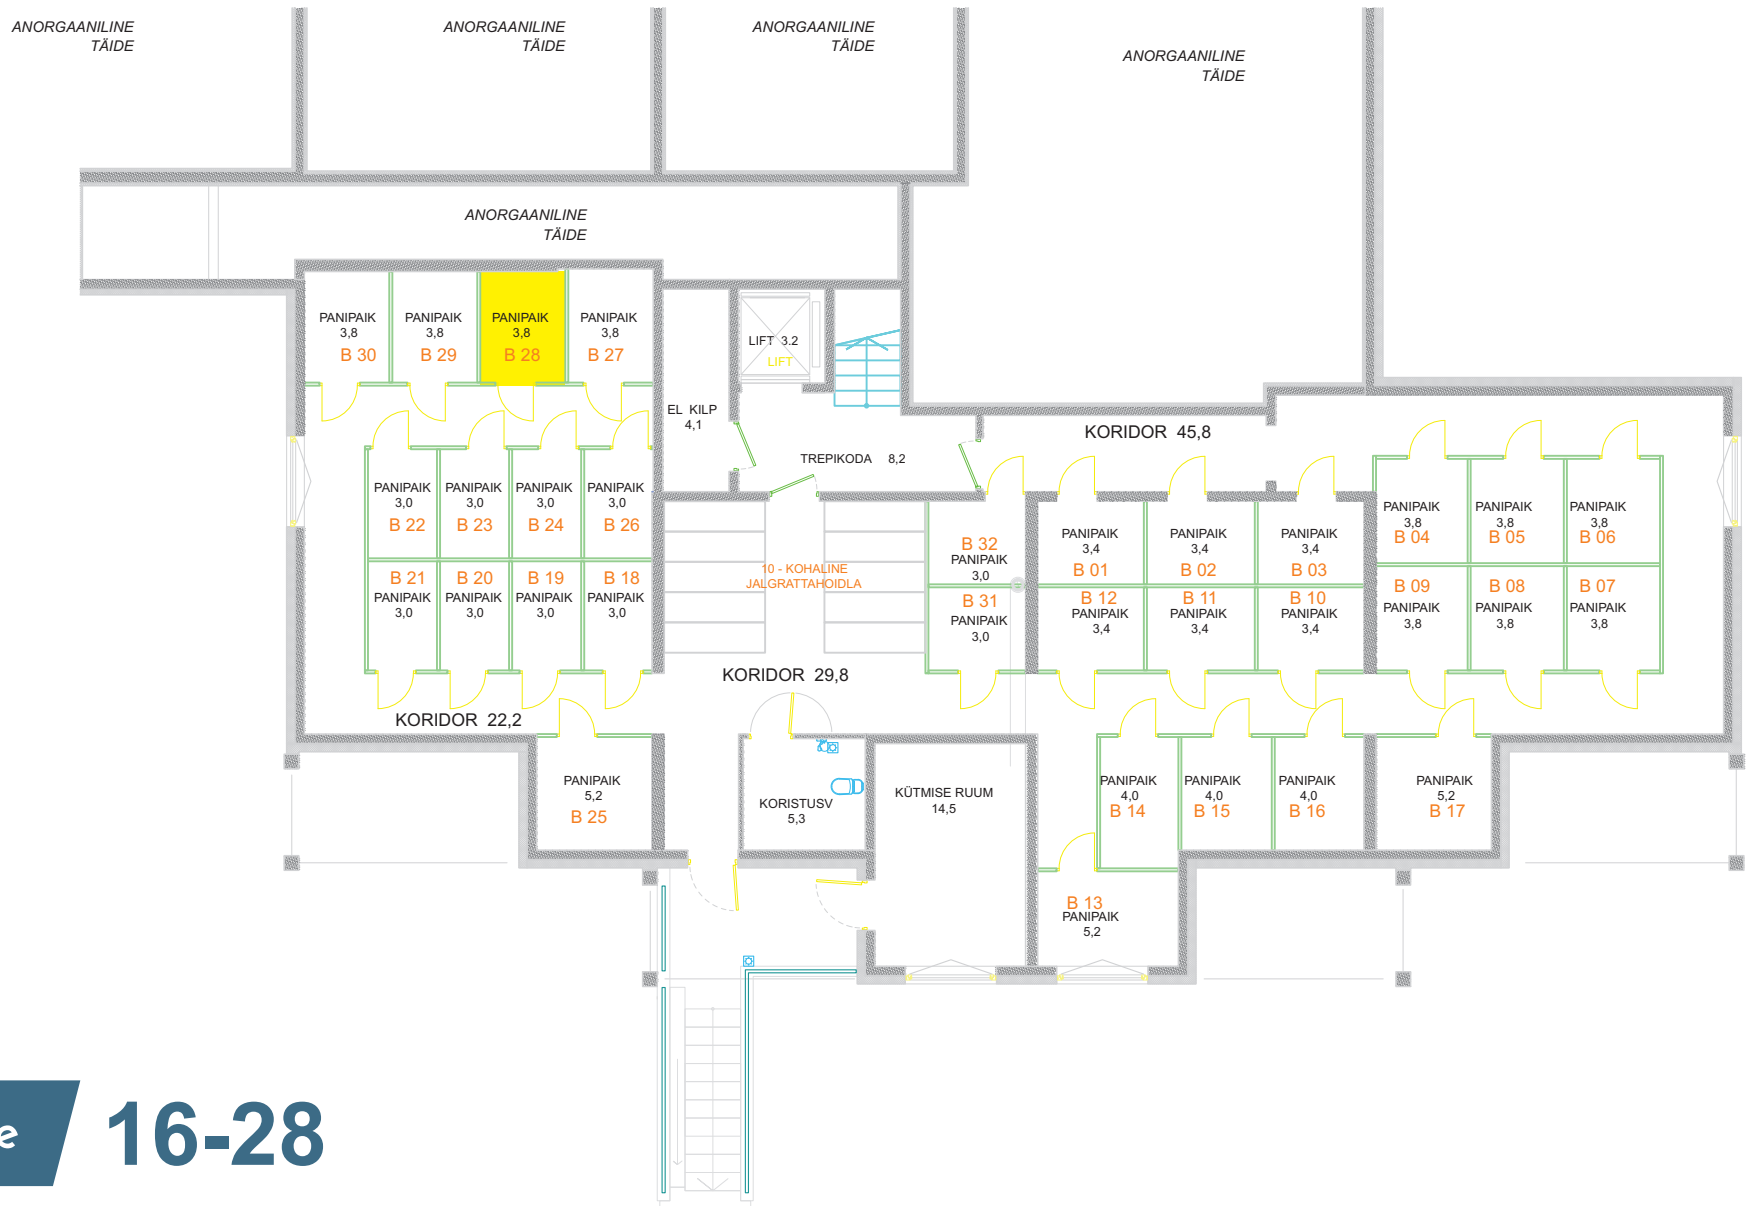 ANORGAANILINE
TÄIDE
ANORGAANILINE
TÄIDE
ANORGAANILINE
TÄIDE
ANORGAANILINE
TÄIDE
ANORGAANILINE
TÄIDE
PANIPAIK
3,8
B 30
PANIPAIK
3,8
B 29
PANIPAIK
3,8
B 28
PANIPAIK
3,8
B 27
LIFT 3.2
LIFT
EL KILP
4,1
TREPIKODA 8,2
KORIDOR 45,8
PANIPAIK
3,0
B 22
PANIPAIK
3,0
B 23
PANIPAIK
3,0
B 24
PANIPAIK
3,0
B 26
B 21
PANIPAIK
3,0
B 20
PANIPAIK
3,0
B 19
PANIPAIK
3,0
B 18
PANIPAIK
3,0
10 - KOHALINE
JALGRATTAHOIDLA
B 32
PANIPAIK
3,0
B 31
PANIPAIK
3,0
PANIPAIK
3,4
B 01
PANIPAIK
3,4
B 02
PANIPAIK
3,4
B 03
B 12
PANIPAIK
3,4
B 11
PANIPAIK
3,4
B 10
PANIPAIK
3,4
PANIPAIK
3,8
B 04
PANIPAIK
3,8
B 05
PANIPAIK
3,8
B 06
B 09
PANIPAIK
3,8
B 08
PANIPAIK
3,8
B 07
PANIPAIK
3,8
KORIDOR 29,8
KORIDOR 22,2
PANIPAIK
5,2
B 25
KORISTUSV
5,3
KÜTMISE RUUM
14,5
PANIPAIK
4,0
B 14
PANIPAIK
4,0
B 15
PANIPAIK
4,0
B 16
PANIPAIK
5,2
B 17
B 13
PANIPAIK
5,2
e
16-28